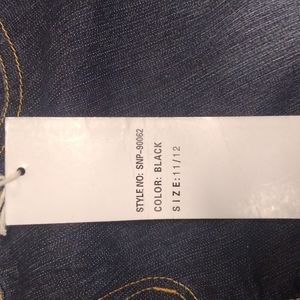 STYLE NO: SNP-90062
COLOR: BLACK
SIZE:11/12